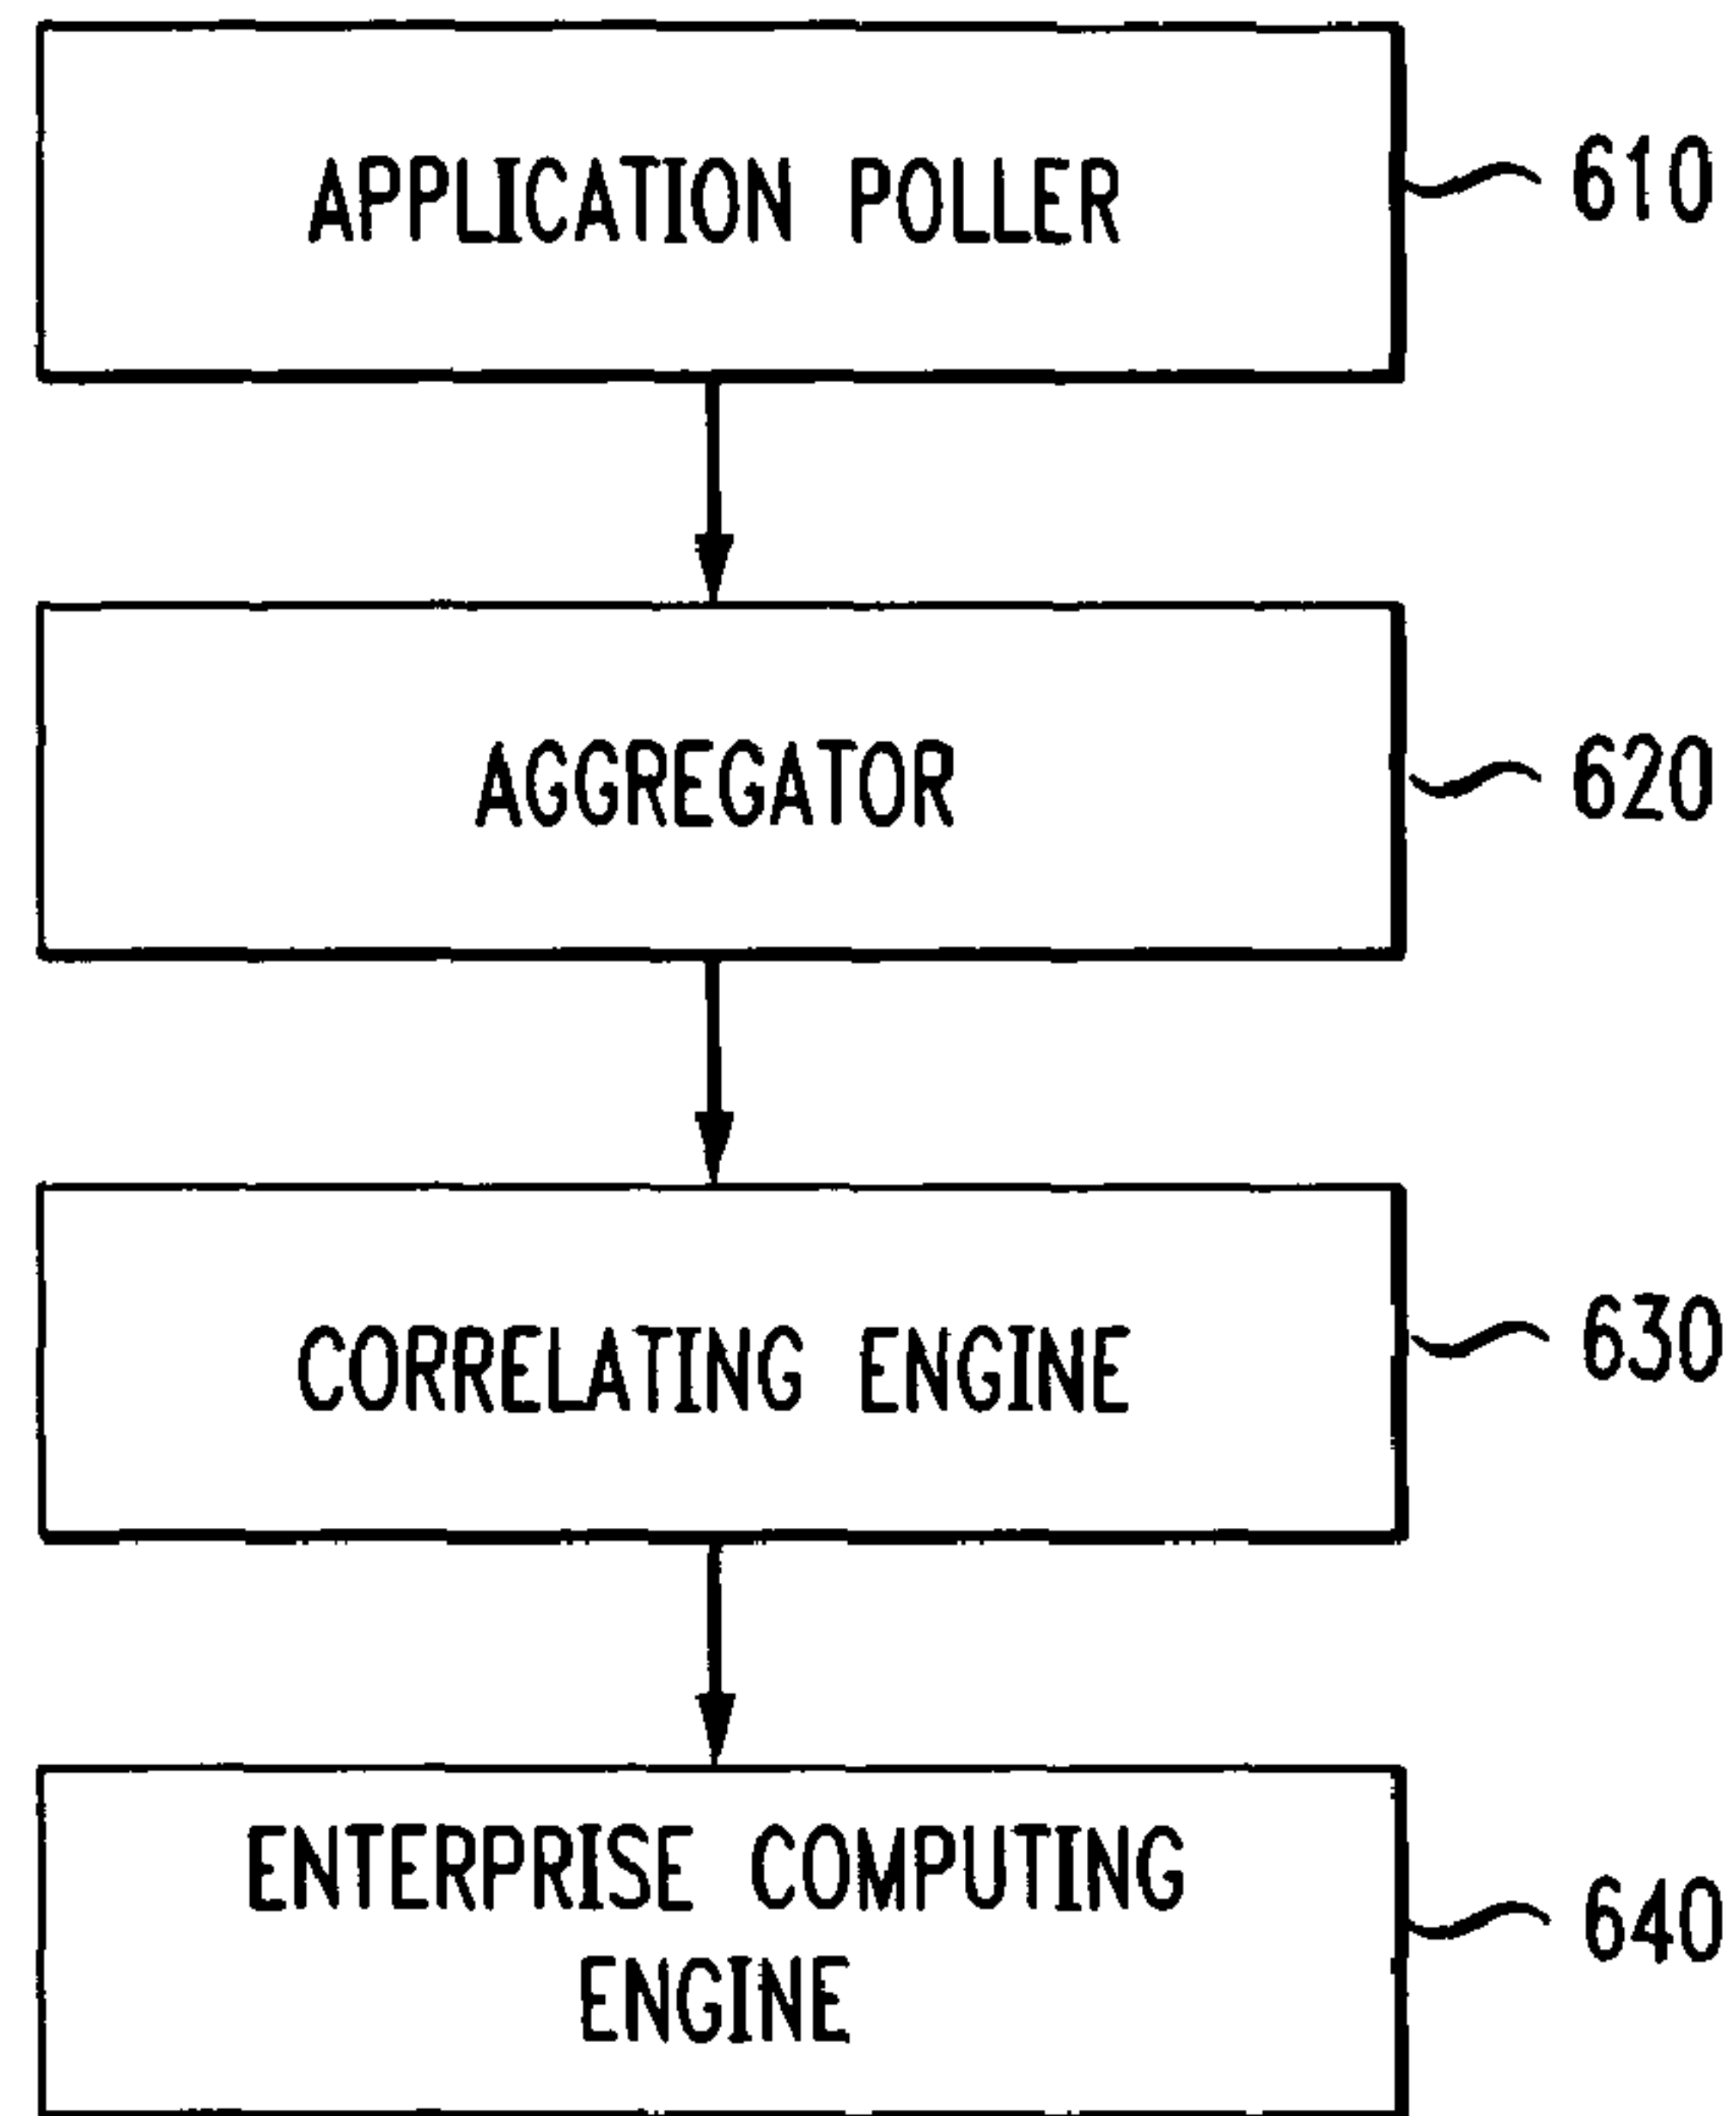 APPLICATION POLLER
610
AGGREGATOR
620
CORRELATING ENGINE
630
ENTERPRISE COMPUTING
ENGINE
640